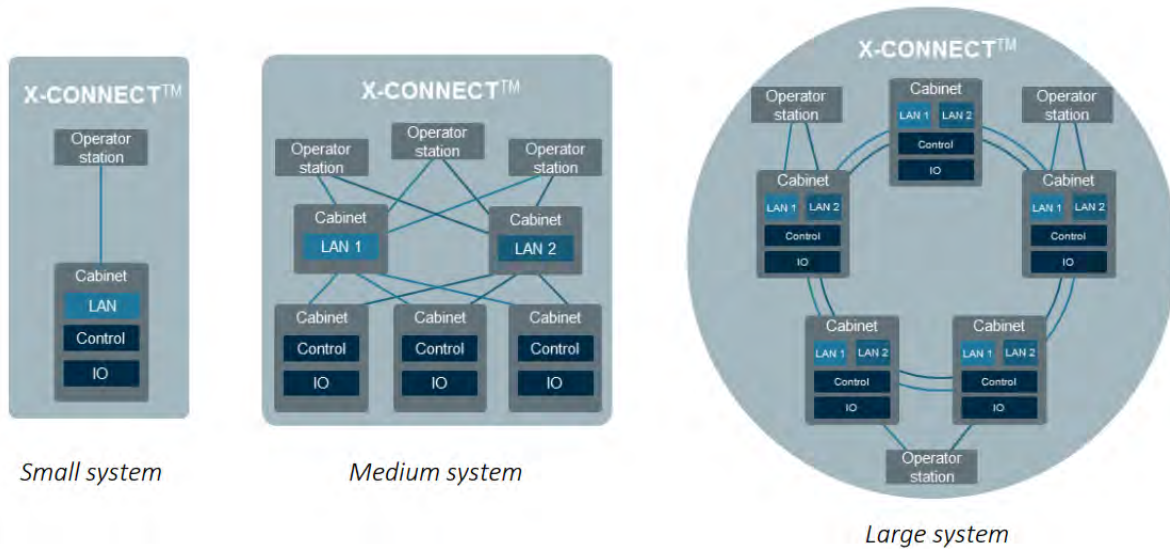 X-CONNECT™
Operator
station
Cabinet
LAN
Control
IO
Small system
X-CONNECT™
Operator
station
Operator
station
Operator
station
Cabinet
LAN 1
Cabinet
LAN 2
Cabinet
Control
IO
Cabinet
Control
IO
Cabinet
Control
IO
Medium system
X-CONNECT™
Operator
station
Cabinet
LAN 1 LAN 2
Control
IO
Operator
station
Cabinet
LAN 1 LAN 2
Control
IO
Cabinet
LAN 1 LAN 2
Control
IO
Cabinet
LAN 1 LAN 2
Control
IO
Cabinet
LAN 1 LAN 2
Control
IO
Operator
station
Large system